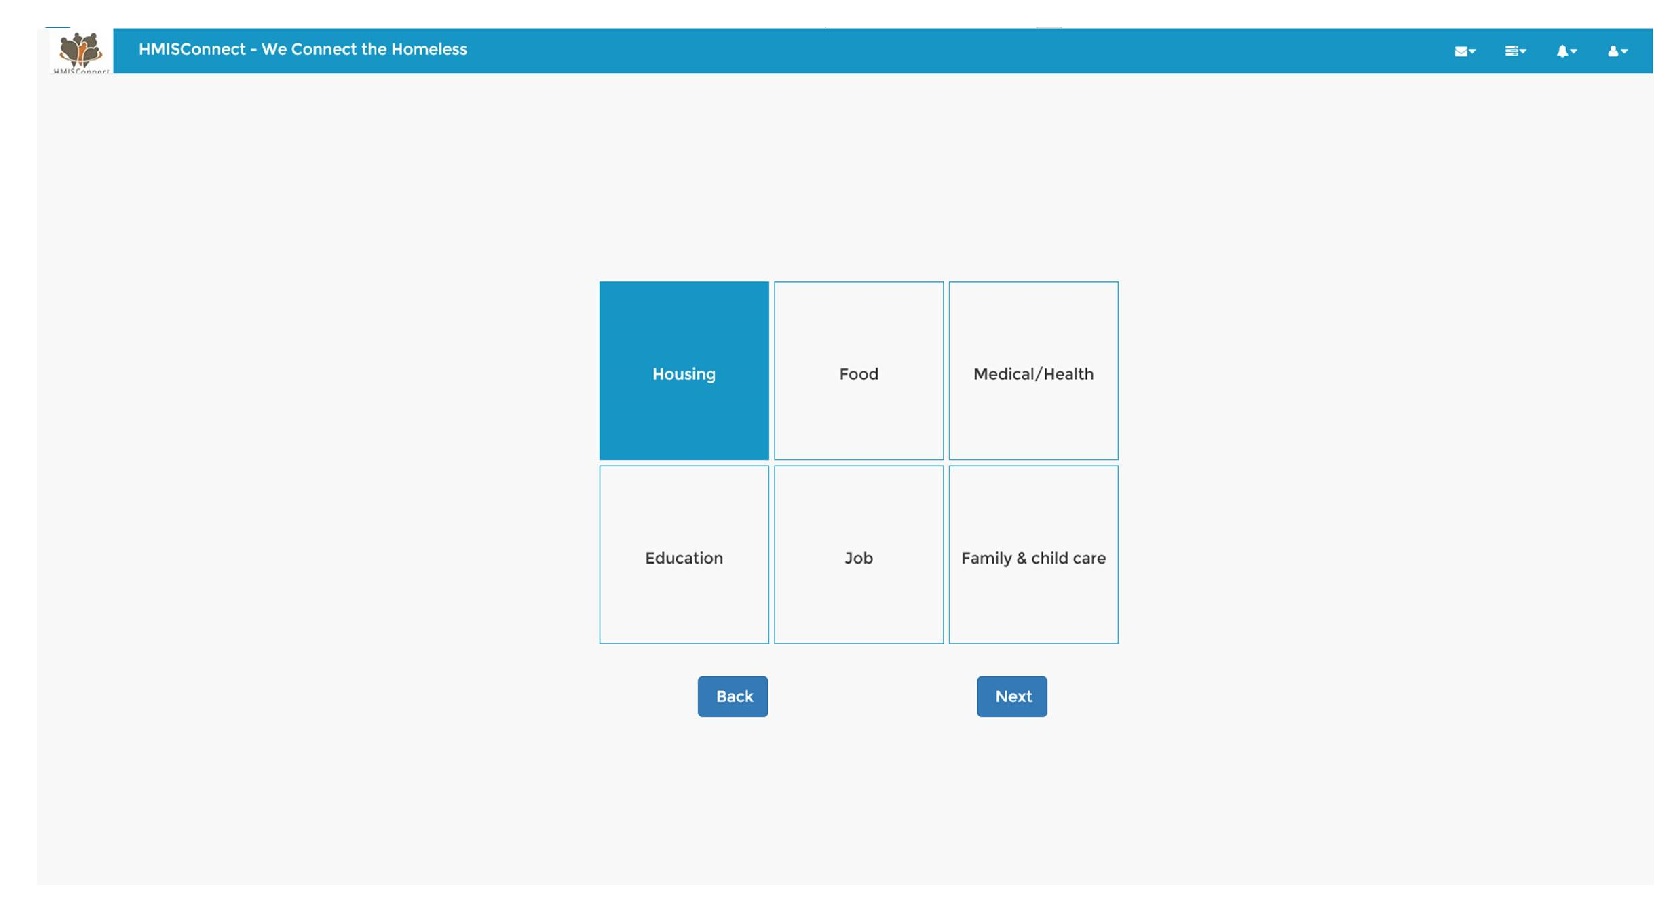 HMISConnect - We Connect the Homeless
HMISConnect
Housing
Food
Medical/Health
Education
Job
Family & child care
Back
Next